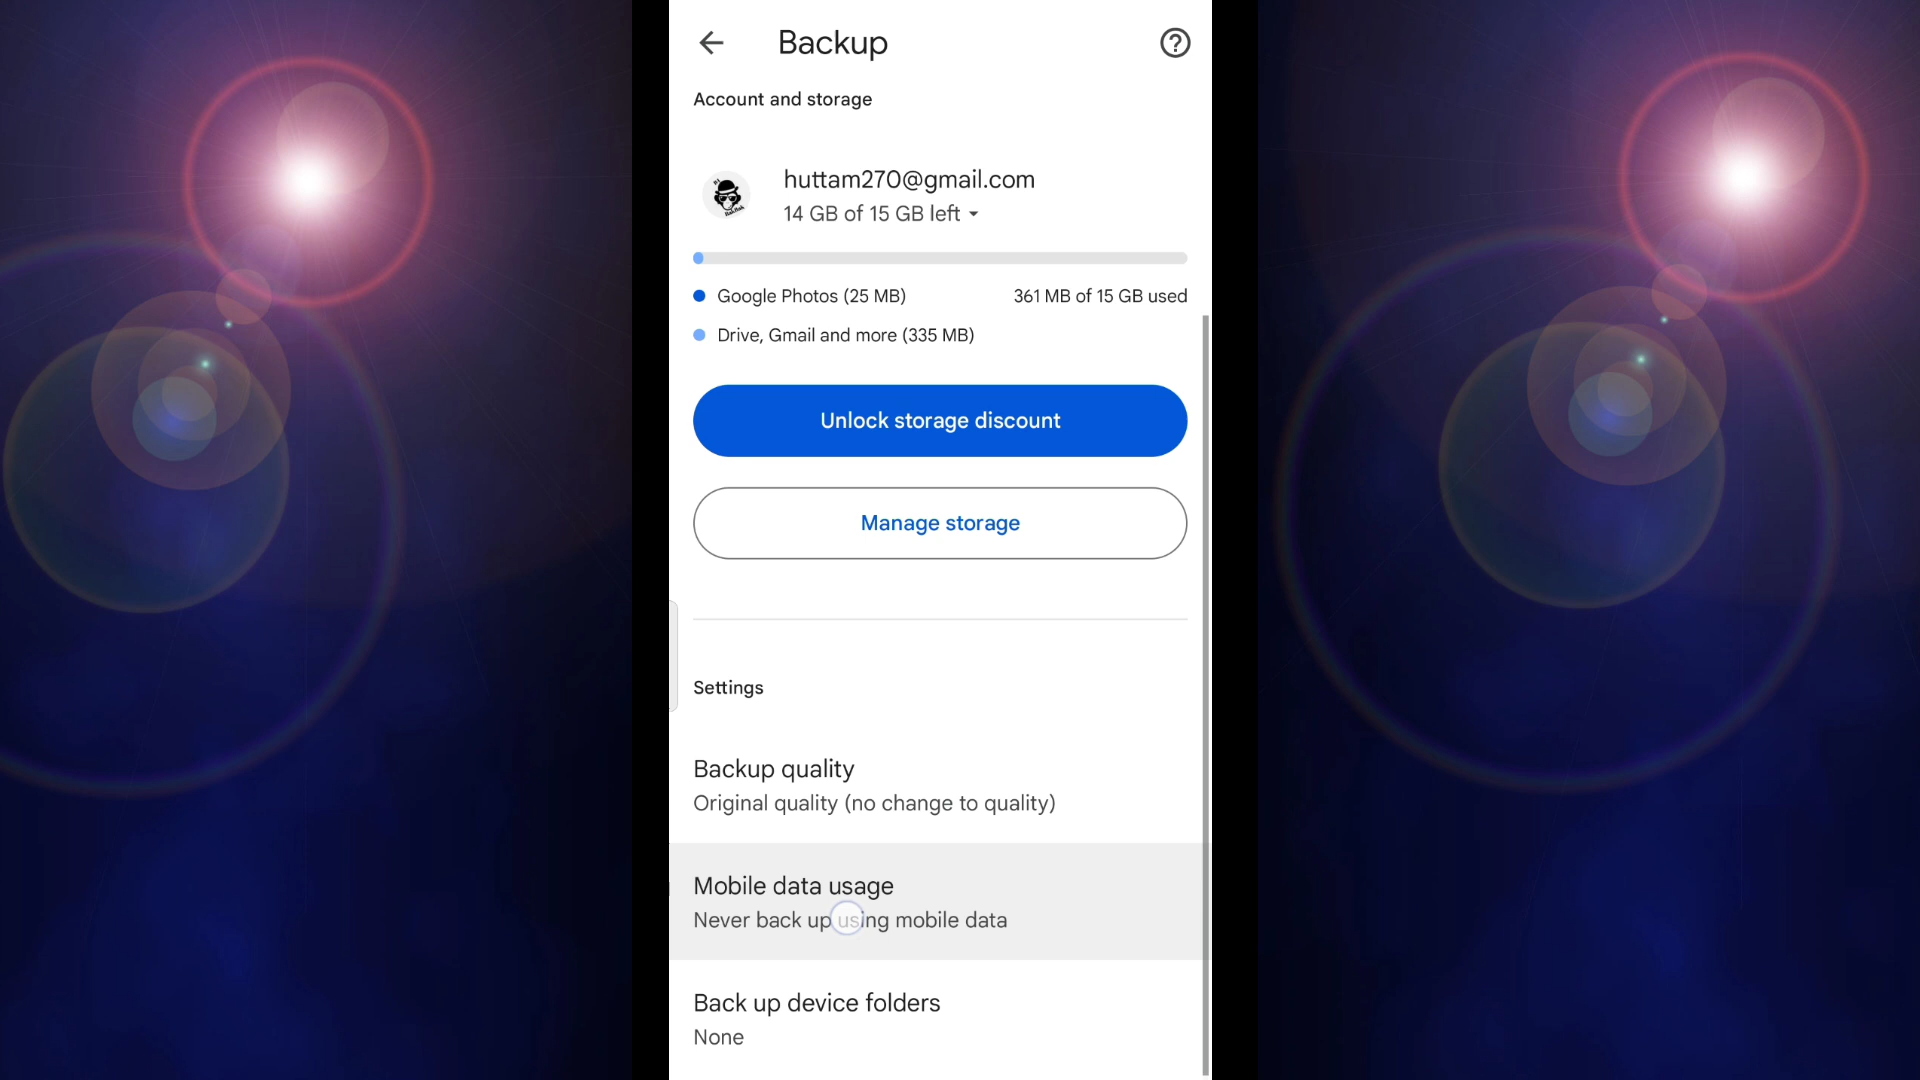 Backup
Account and storage
huttam270@gmail.com
14 GB of 15 GB left
Google Photos (25 MB)
361 MB of 15 GB used
Drive, Gmail and more (335 MB)
Unlock storage discount
Manage storage
Settings
Backup quality
Original quality (no change to quality)
Mobile data usage
Never back up using mobile data
Back up device folders
None